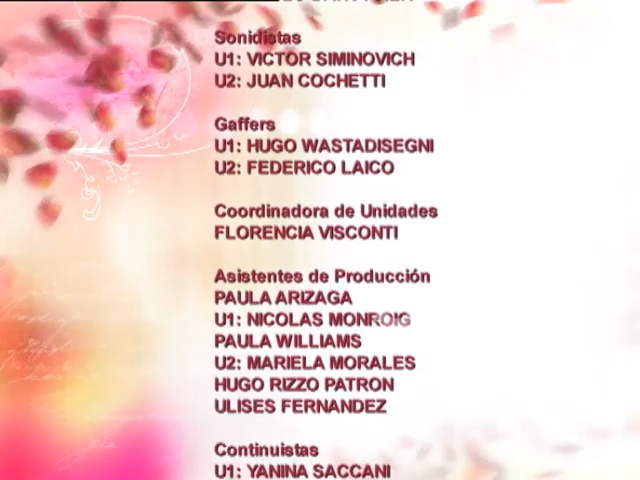 Sonidistas
U1: VICTOR SIMINOVICH
U2: JUAN COCHETTI
Gaffers
U1: HUGO WASTADISEGNI
U2: FEDERICO LAICO
Coordinadora de Unidades
FLORENCIA VISCONTI
Asistentes de Producción
PAULA ARIZAGA
U1: NICOLAS MONROIG
PAULA WILLIAMS
U2: MARIELA MORALES
HUGO RIZZO PATRON
ULISES FERNANDEZ
Continuistas
U1: YANINA SACCANI